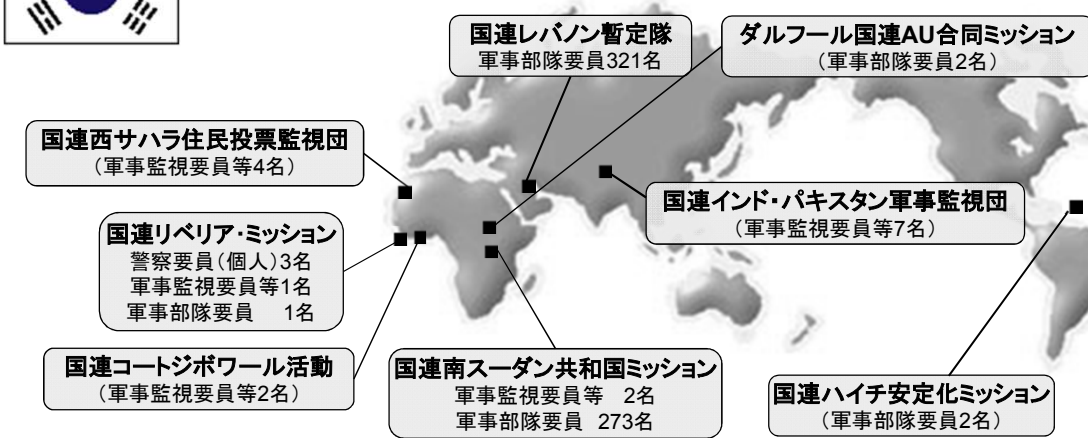 国連レバノン暫定隊
軍事部隊要員321名
ダルフール国連AU合同ミッション
（軍事部隊要員2名）
国連西サハラ住民投票監視団
（軍事監視要員等4名）
国連インド・パキスタン軍事監視団
（軍事監視要員等7名）
国連リベリア・ミッション
警察要員（個人）3名
軍事監視要員等1名
軍事部隊要員　1名
国連コートジボワール活動
（軍事監視要員等2名）
国連南スーダン共和国ミッション
軍事監視要員等　2名
軍事部隊要員　273名
国連ハイチ安定化ミッション
（軍事部隊要員2名）